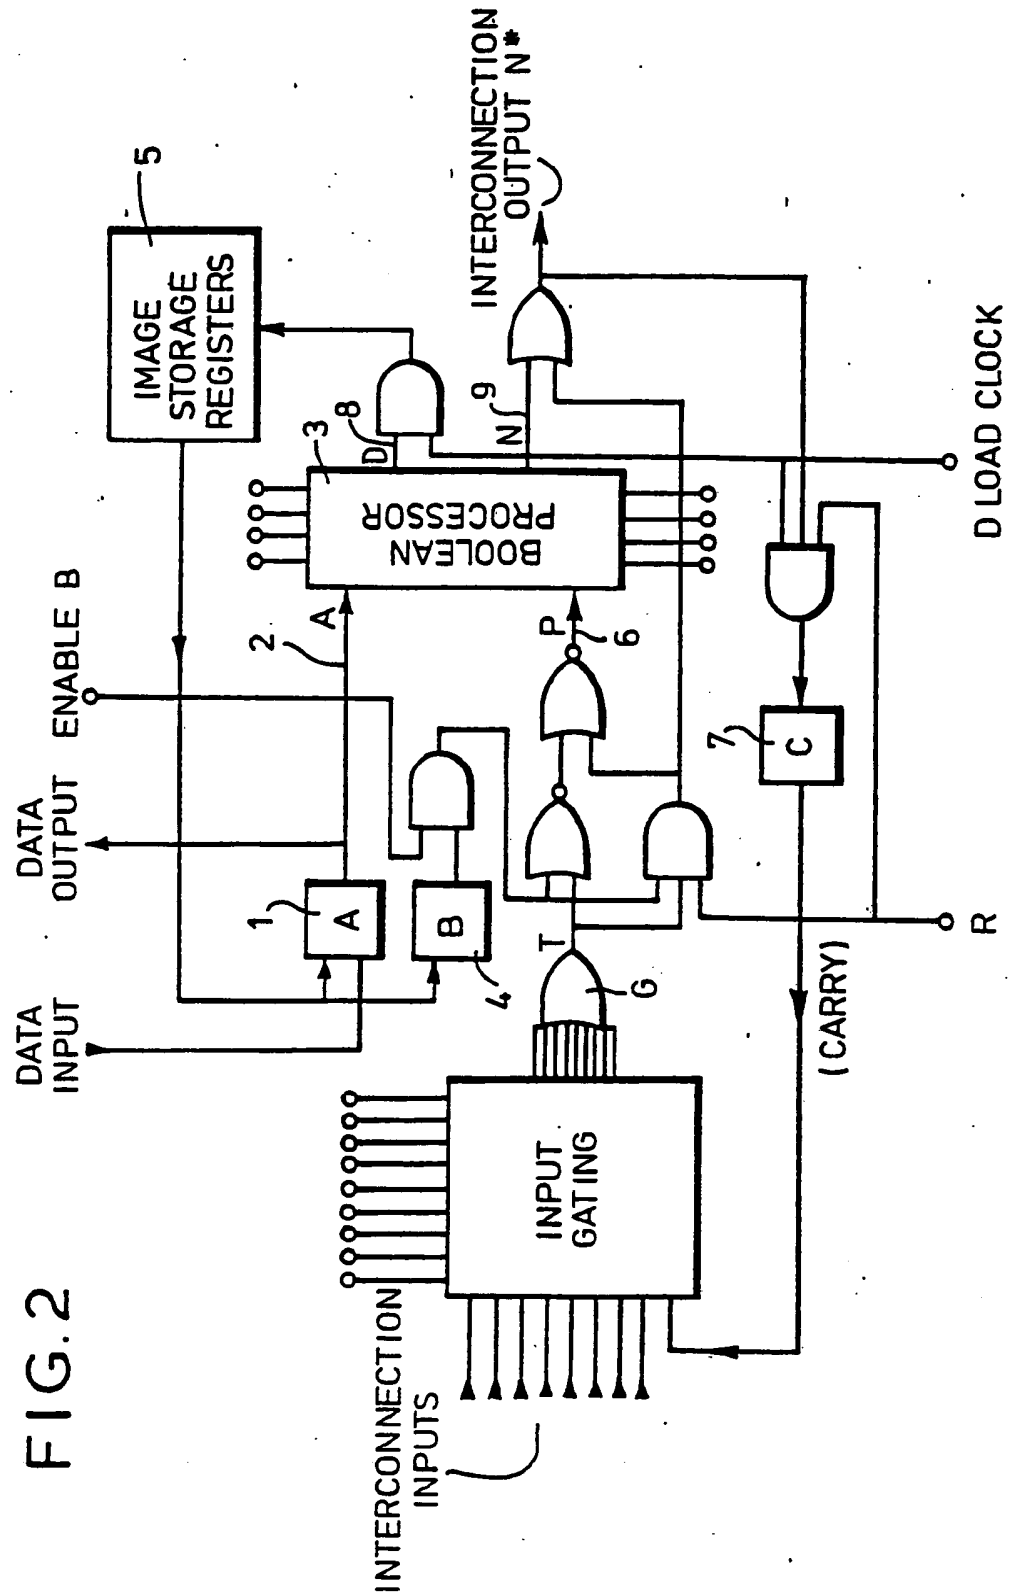 FIG.2
DATA
INPUT
DATA
OUTPUT
ENABLE B
5
IMAGE
STORAGE
REGISTERS
1
A
2
A
B
4
3
BOOLEAN
PROCESSOR
D
8
N
9
INTERCONNECTION
OUTPUT N*
P
6
T
G
INPUT
GATING
INTERCONNECTION
INPUTS
7
C
(CARRY)
R
D LOAD CLOCK